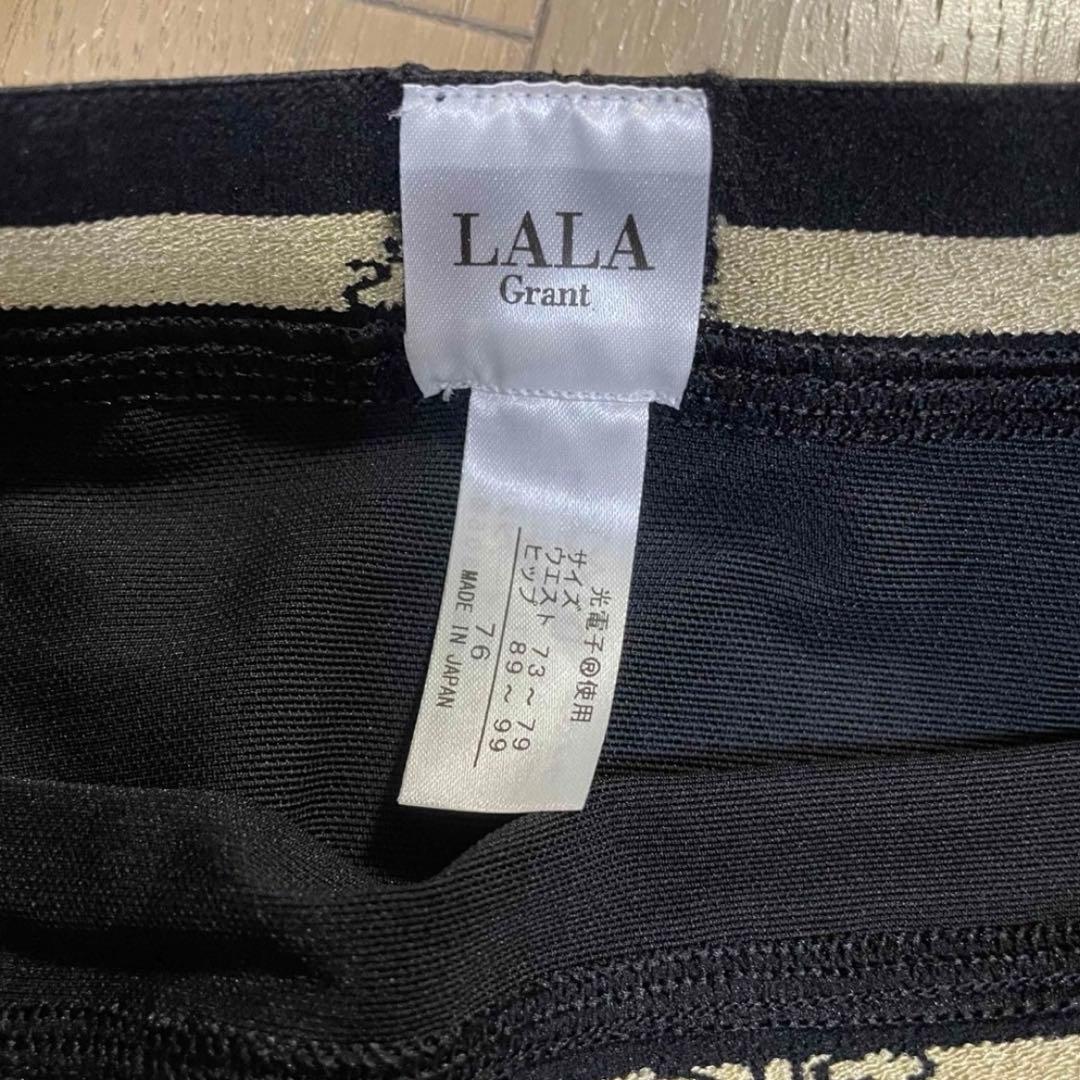 LALA
Grant
光電子®使用
サイズ
ウエスト 73～79
ヒップ 89～99
76
MADE IN JAPAN